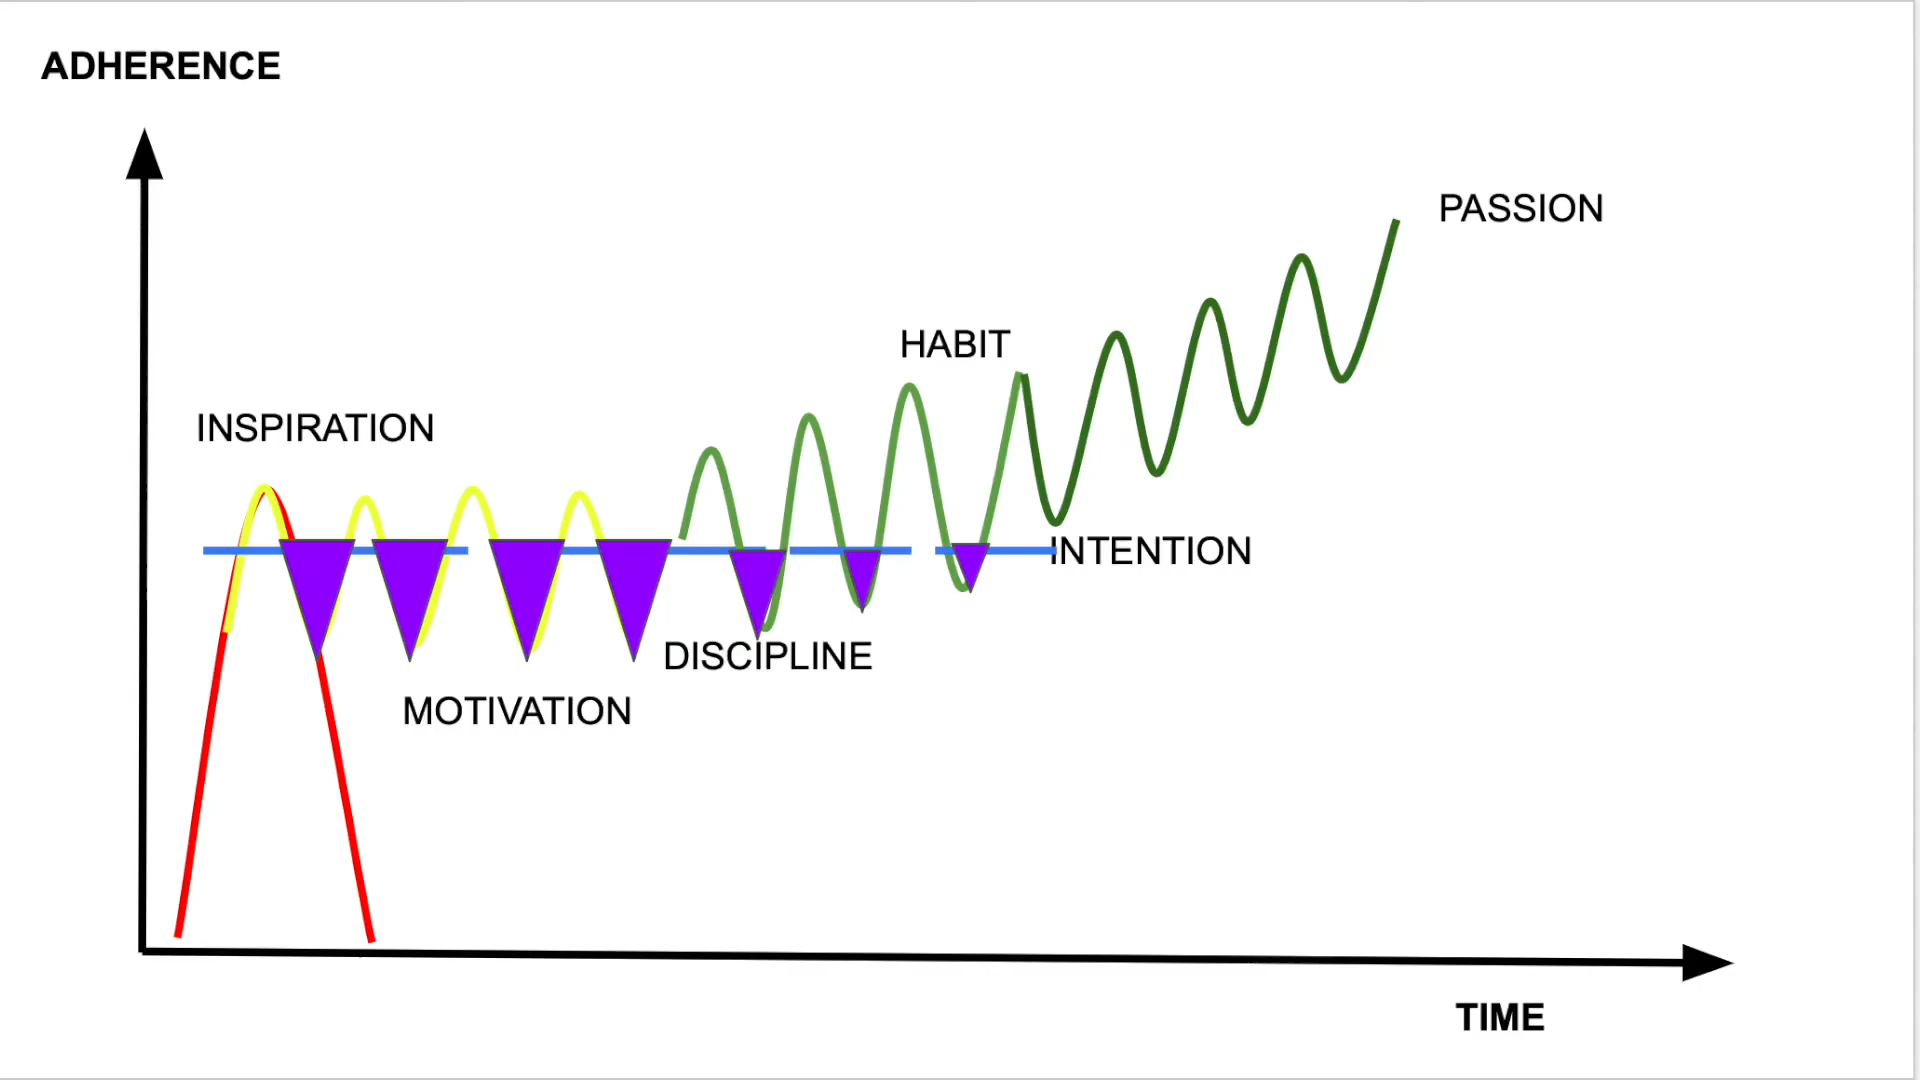 ADHERENCE
PASSION
HABIT
INSPIRATION
INTENTION
DISCIPLINE
MOTIVATION
TIME